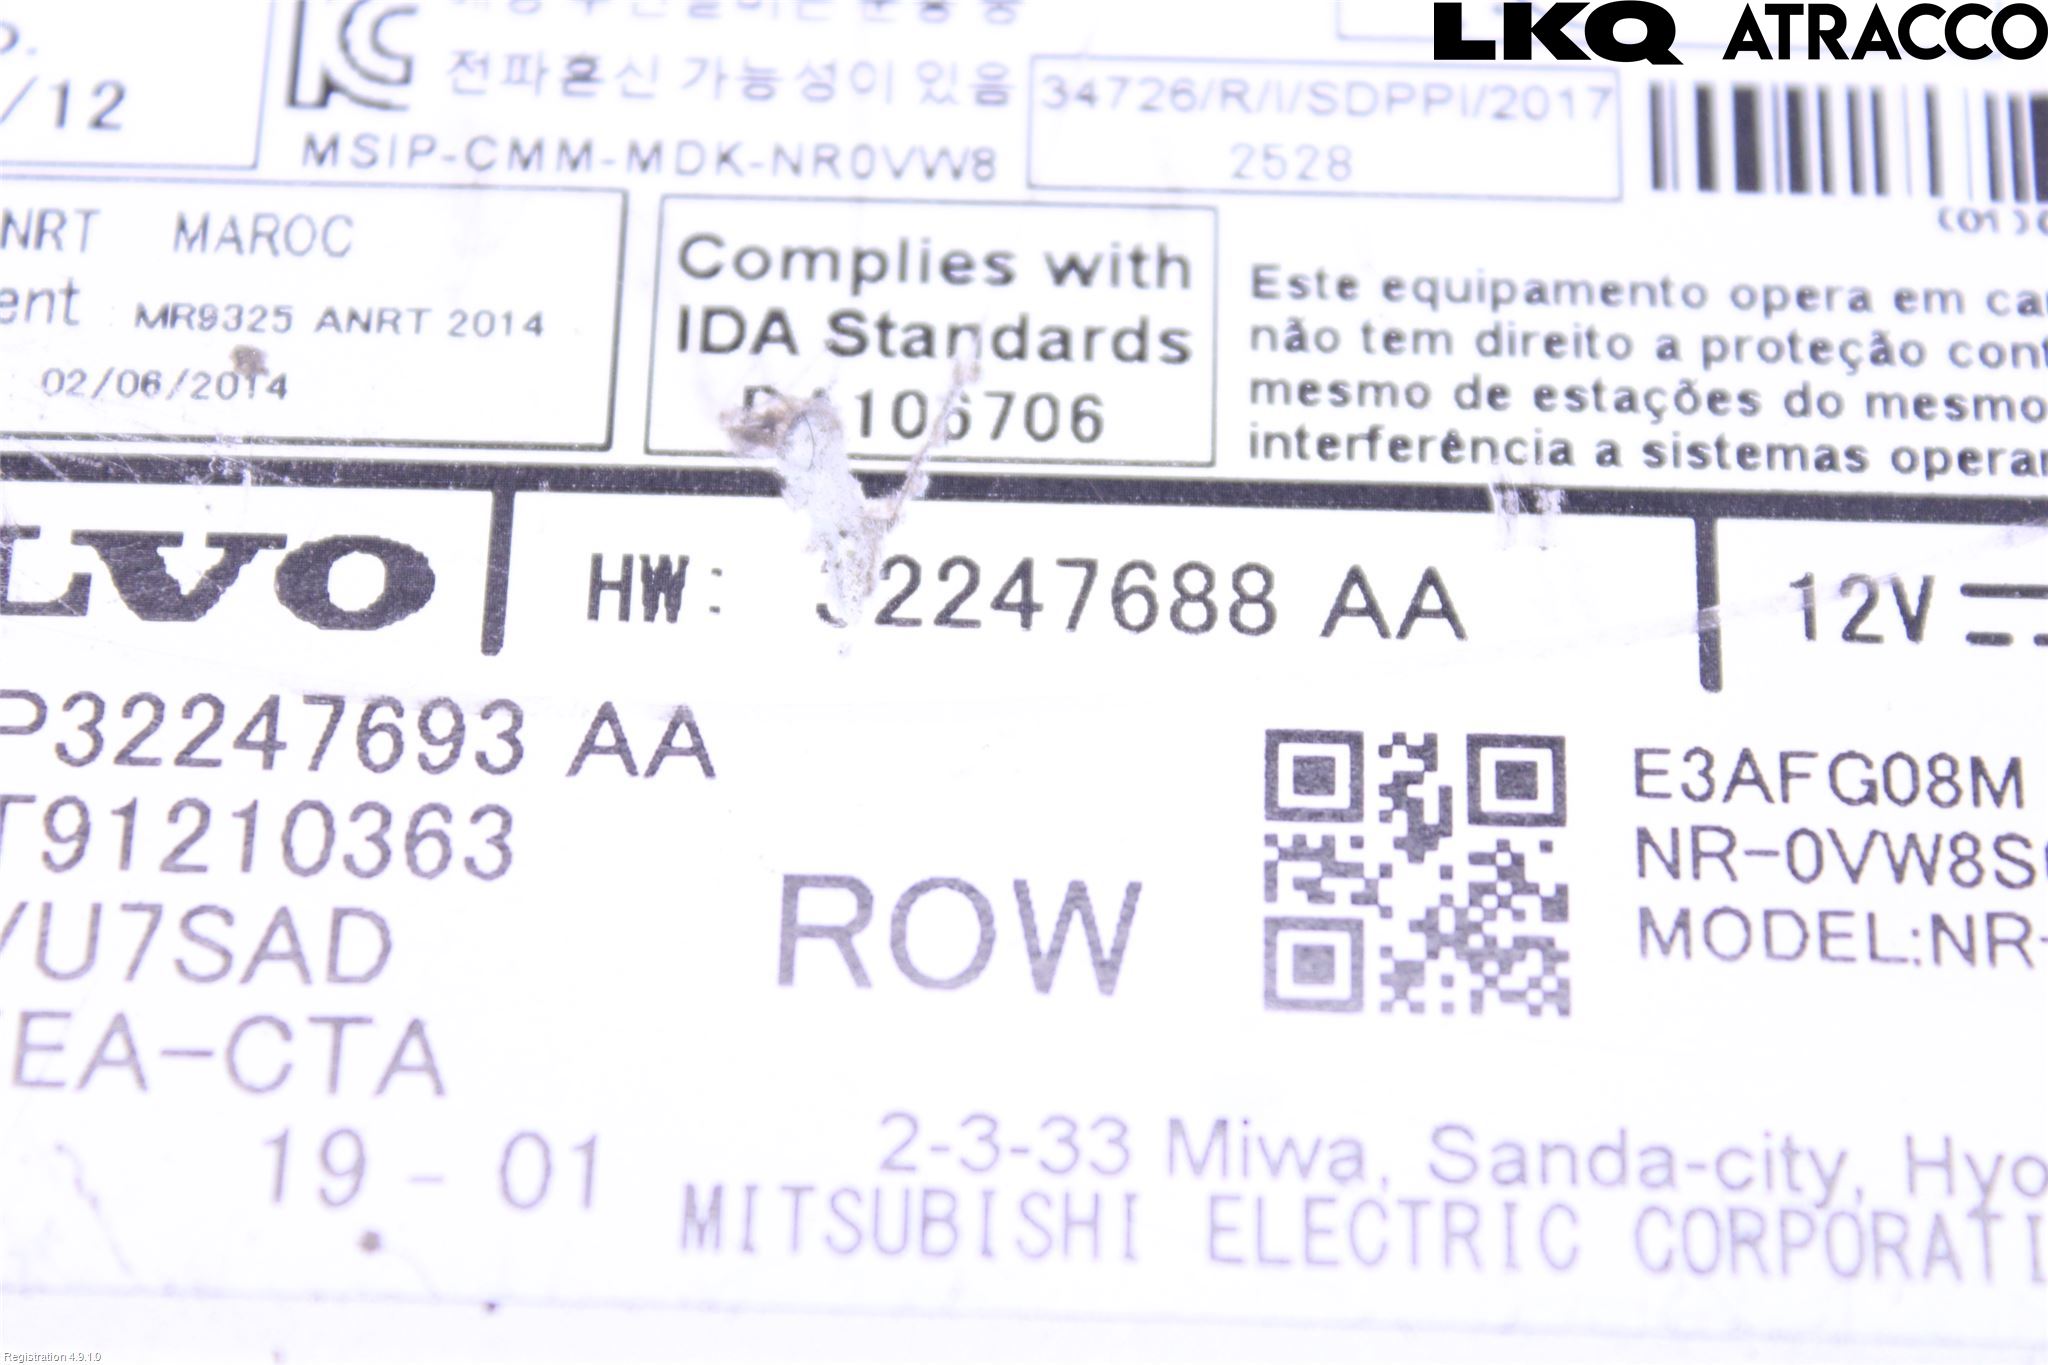 LKQ ATRACCO
/12
전파혼신 가능성이 있음
MSIP-CMM-MDK-NR0VW8
34726/R/I/SDPPI/2017
2528
(01)
NRT MAROC
ent MR9325 ANRT 2014
02/06/2014
Complies with
IDA Standards
106706
Este equipamento opera em
não tem direito a proteção
mesmo de estações do mesmo
interferência a sistemas
LVO
HW: 2247688 AA
12V
P32247693 AA
T91210363
U7SAD
EA-CTA
19 - 01
ROW
E3AFG08M
NR-0VW8S
MODEL:NR-
2-3-33 Miwa, Sanda-city, Hyo
MITSUBISHI ELECTRIC CORPORATI
Registration 4.9.1.0